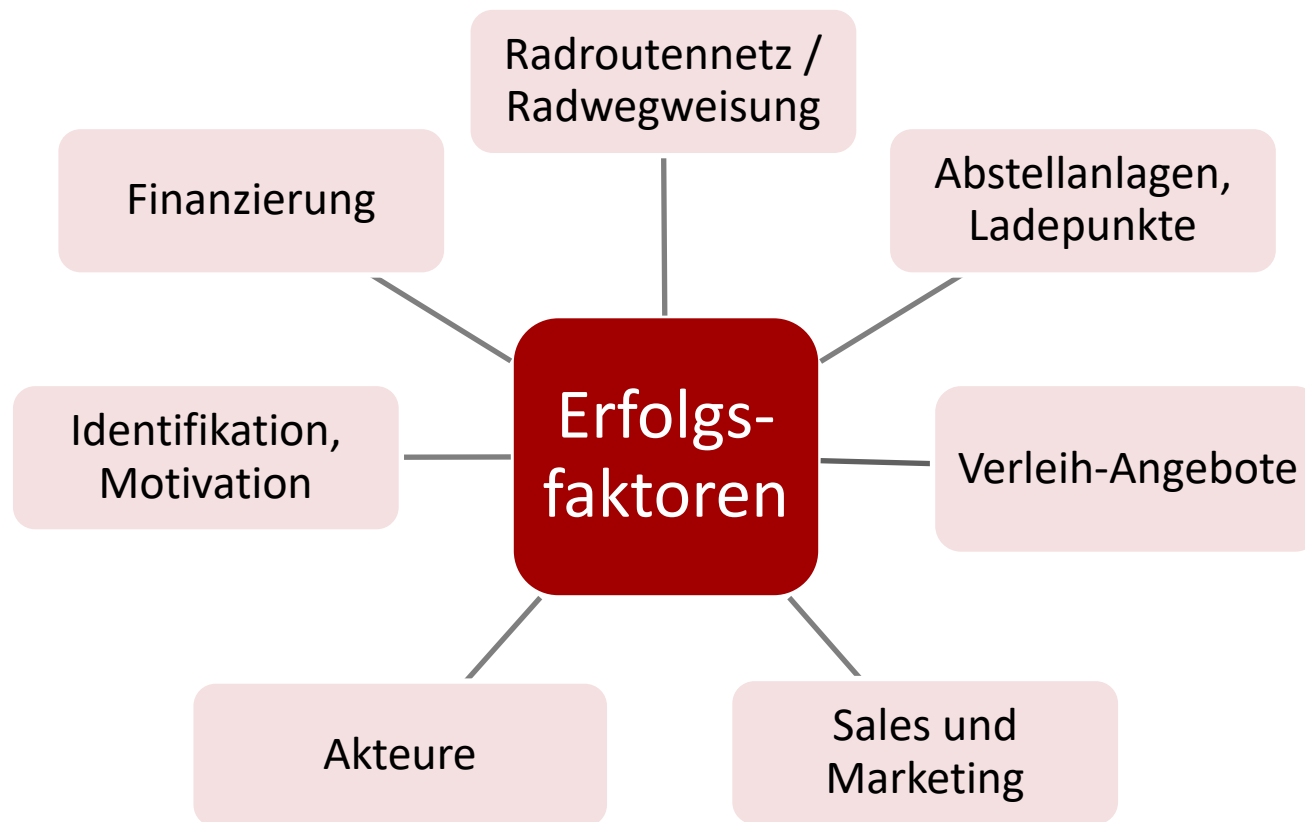 Radroutennetz /
Radwegweisung
Finanzierung
Abstellanlagen,
Ladepunkte
Erfolgs-
faktoren
Identifikation,
Motivation
Verleih-Angebote
Akteure
Sales und
Marketing